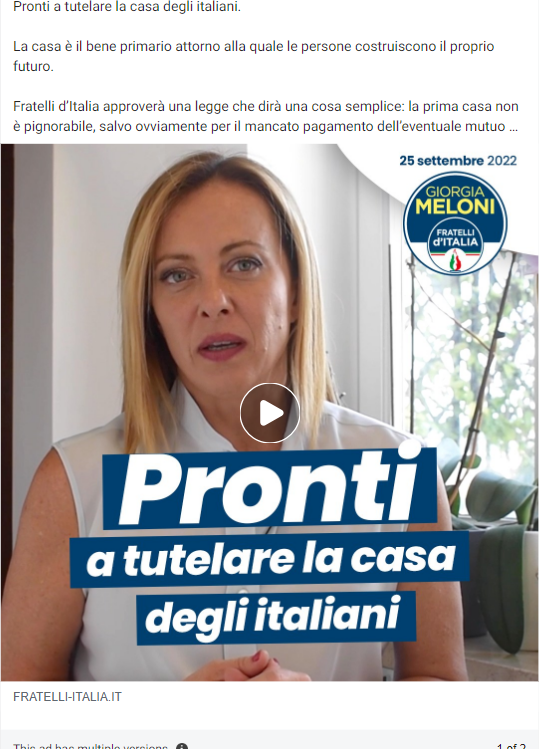 Pronti a tutelare la casa degli italiani.
La casa è il bene primario attorno alla quale le persone costruiscono il proprio
futuro.
Fratelli d'Italia approverà una legge che dirà una cosa semplice: la prima casa non
è pignorabile, salvo ovviamente per il mancato pagamento dell'eventuale mutuo ...
25 settembre 2022
GIORGIA
MELONI
FRATELLI
d'ITALIA
Pronti
a tutelare la casa
degli italiani
FRATELLI-ITALIA.IT
This ad has multiple versions
1 of 2